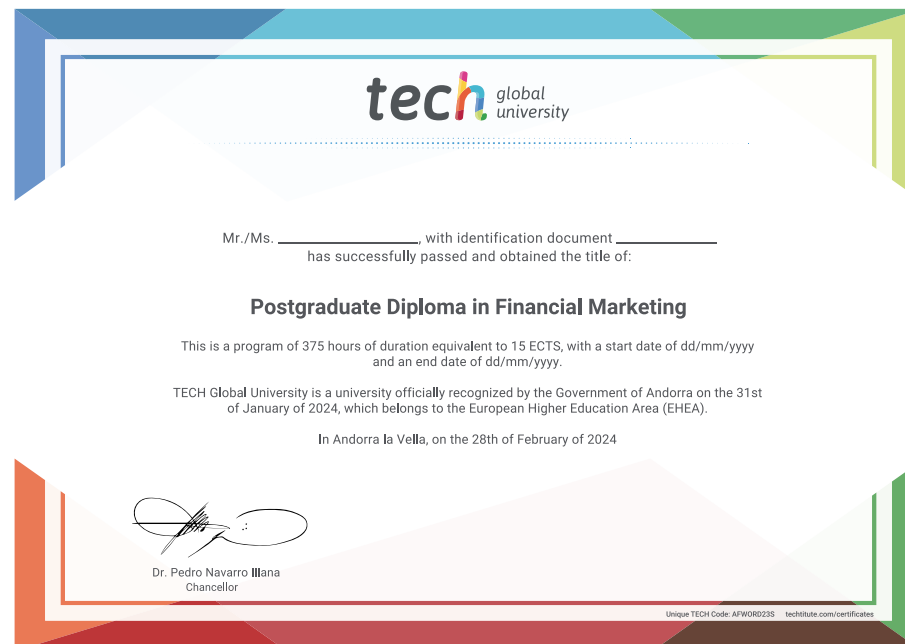 tech global university
Mr./Ms. ________________, with identification document ____________
has successfully passed and obtained the title of:
Postgraduate Diploma in Financial Marketing
This is a program of 375 hours of duration equivalent to 15 ECTS, with a start date of dd/mm/yyyy
and an end date of dd/mm/yyyy.
TECH Global University is a university officially recognized by the Government of Andorra on the 31st
of January of 2024, which belongs to the European Higher Education Area (EHEA).
In Andorra la Vella, on the 28th of February of 2024
Dr. Pedro Navarro Illana
Chancellor
Unique TECH Code: AFWORD23S techtitute.com/certificates